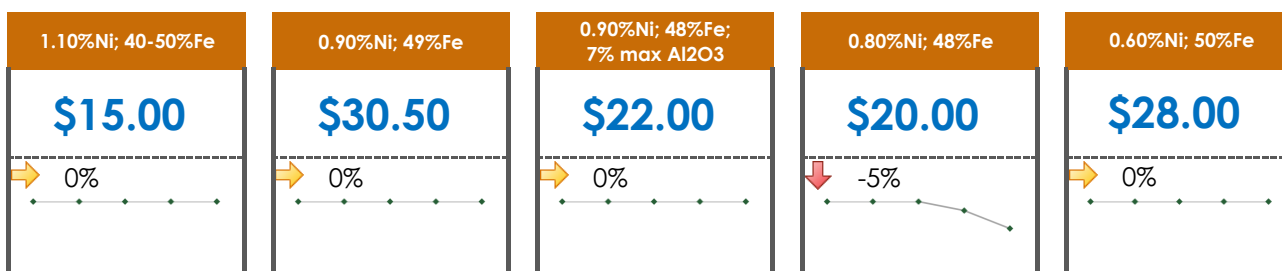 1.10%Ni; 40-50%Fe
$15.00
0%
0.90%Ni; 49%Fe
$30.50
0%
0.90%Ni; 48%Fe;
7% max Al2O3
$22.00
0%
0.80%Ni; 48%Fe
$20.00
-5%
0.60%Ni; 50%Fe
$28.00
0%